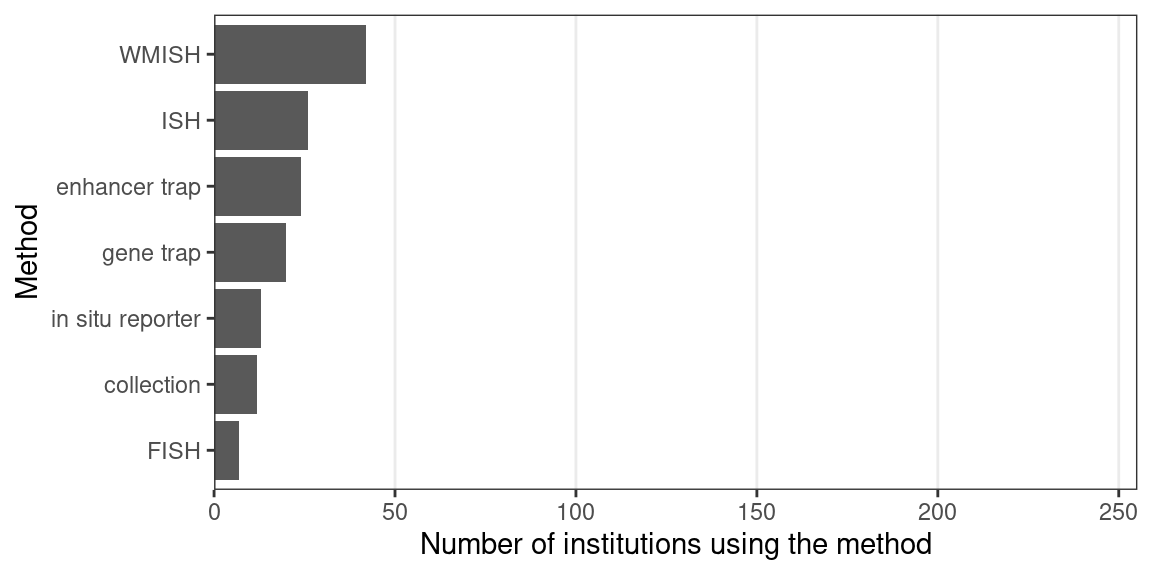 Method
WMISH
ISH
enhancer trap
gene trap
in situ reporter
collection
FISH
0 50 100 150 200 250
Number of institutions using the method